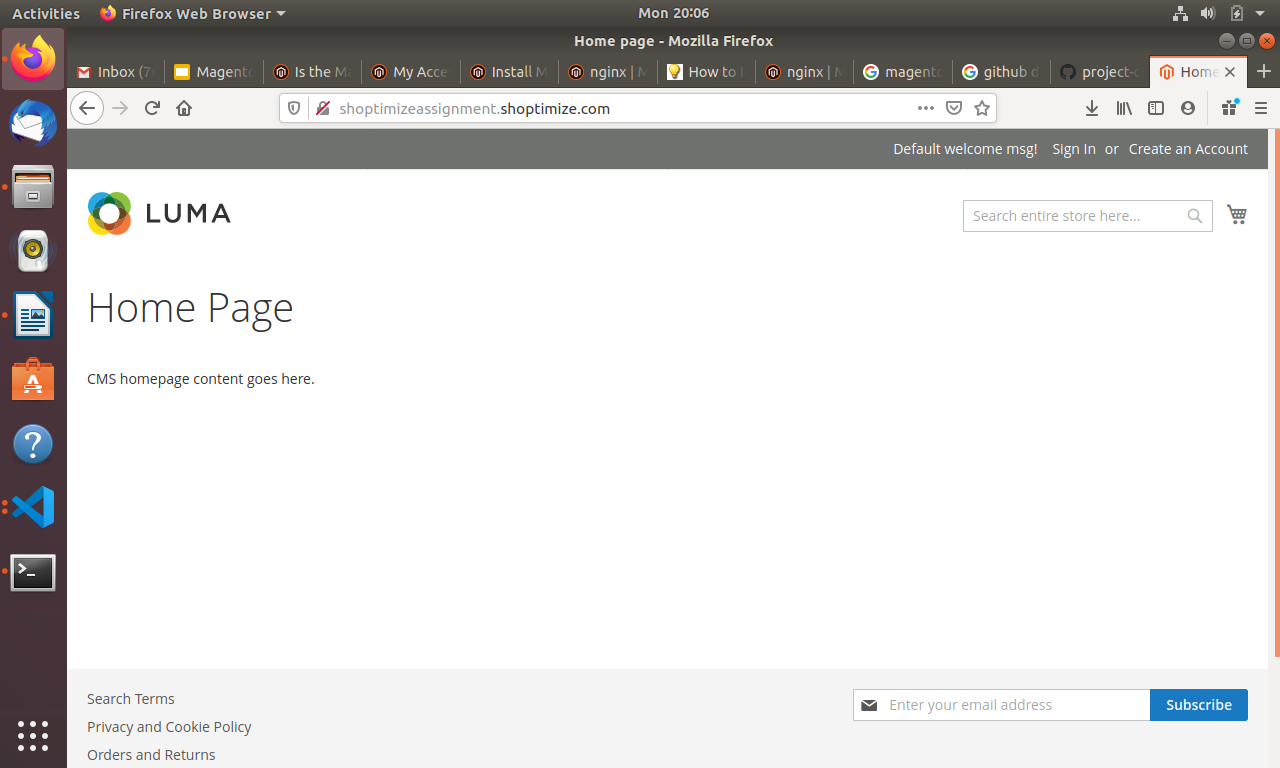 Activities Firefox Web Browser Mon 20:06
Home page - Mozilla Firefox
Inbox (7 Magento Is the Ma My Acce Install M nginx | M How to nginx | M magento github d project- Home
shoptimizeassignment.shoptimize.com
Default welcome msg! Sign In or Create an Account
LUMA
Search entire store here...
Home Page
CMS homepage content goes here.
Search Terms
Enter your email address Subscribe
Privacy and Cookie Policy
Orders and Returns